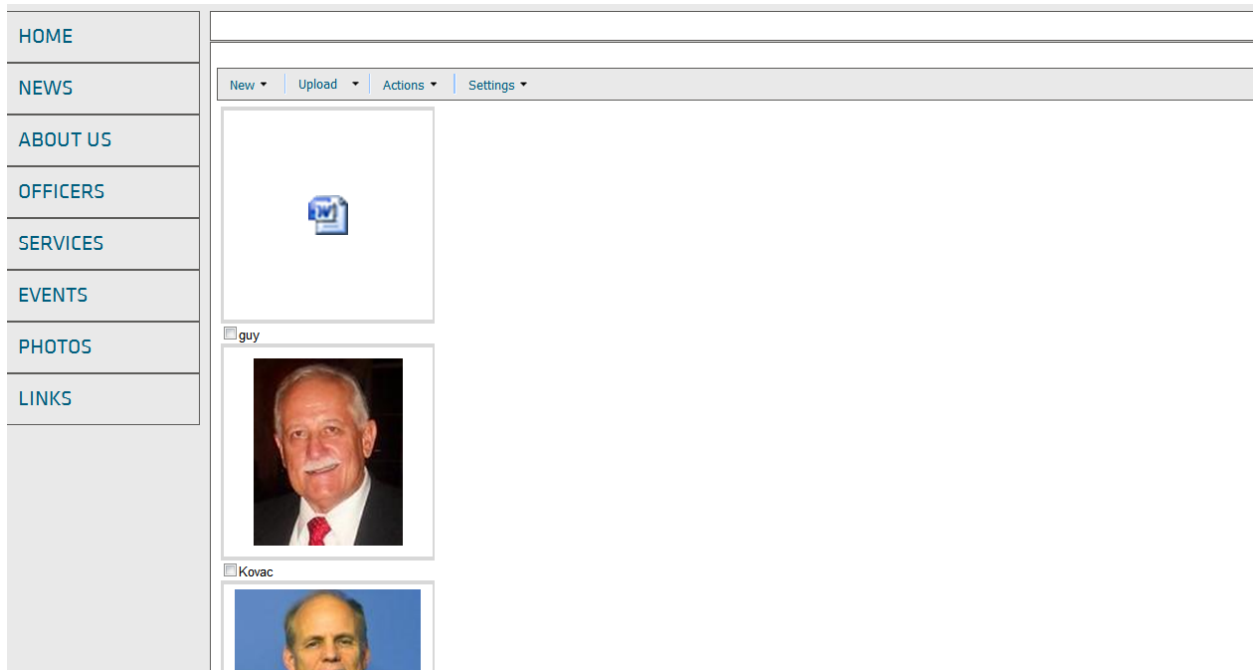 HOME
NEWS
ABOUT US
OFFICERS
SERVICES
EVENTS
PHOTOS
LINKS
New Upload Actions Settings
W
guy
Kovac